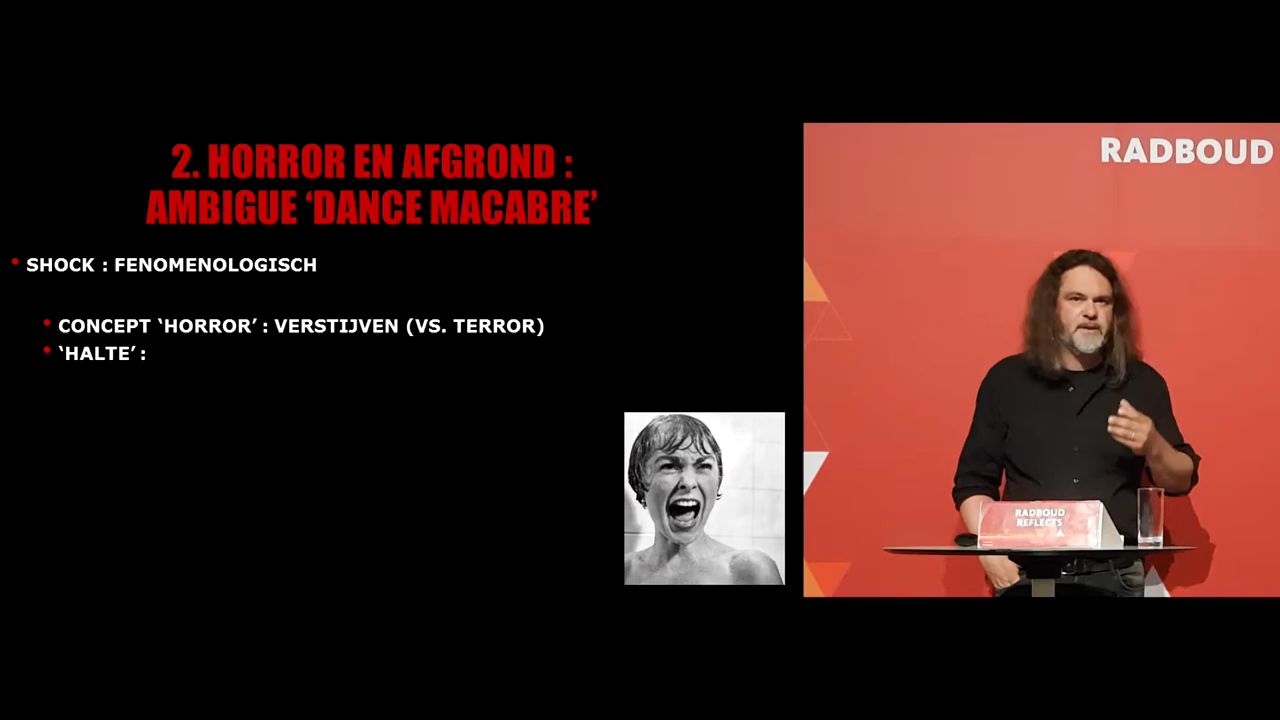 2. HORROR EN AFGROND :
AMBIGUE ‘DANCE MACABRE’
• SHOCK : FENOMENOLOGISCH
• CONCEPT ‘HORROR’ : VERSTIJVEN (VS. TERROR)
• ‘HALTE’ :
RADBOUD
RADBOUD
REFLECTS